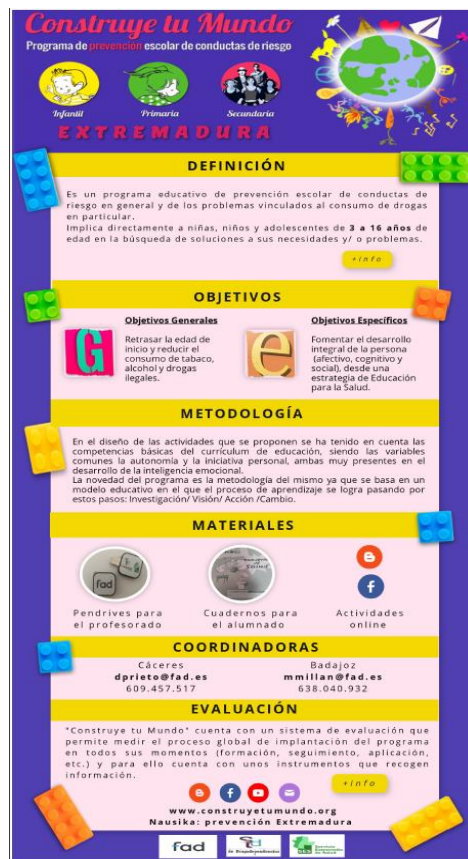 Construye tu Mundo
Programa de prevención escolar de conductas de riesgo
Infantil
Primaria
Secundaria
EXTREMADURA
DEFINICIÓN
Es un programa educativo de prevención escolar de conductas de
riesgo en general y de los problemas vinculados al consumo de drogas
en particular.
Implica directamente a niñas, niños y adolescentes de 3 a 16 años de
edad en la búsqueda de soluciones a sus necesidades y/ o problemas.
+info
OBJETIVOS
G
Objetivos Generales
Retrasar la edad de
inicio y reducir el
consumo de tabaco,
alcohol y drogas
ilegales.
e
Objetivos Específicos
Fomentar el desarrollo
integral de la persona
(afectivo, cognitivo y
social), desde una
estrategia de Educación
para la Salud.
METODOLOGÍA
En el diseño de las actividades que se proponen se ha tenido en cuenta las
competencias básicas del currículum de educación, siendo las variables
comunes la autonomía y la iniciativa personal, ambas muy presentes en el
desarrollo de la inteligencia emocional.
La novedad del programa es la metodología del mismo ya que se basa en un
modelo educativo en el que el proceso de aprendizaje se logra pasando por
estos pasos: Investigación/ Visión/ Acción /Cambio.
MATERIALES
fad
Pendrives para
el profesorado
Cuadernos para
el alumnado
Actividades
online
COORDINADORAS
Cáceres
dprieto@fad.es
609.457.517
Badajoz
mmillan@fad.es
638.040.932
EVALUACIÓN
"Construye tu Mundo" cuenta con un sistema de evaluación que
permite medir el proceso global de implantación del programa
en todos sus momentos (formación, seguimiento, aplicación,
etc.) y para ello cuenta con unos instrumentos que recogen
información.
+info
www.construyetumundo.org
Nausika: prevención Extremadura
fad